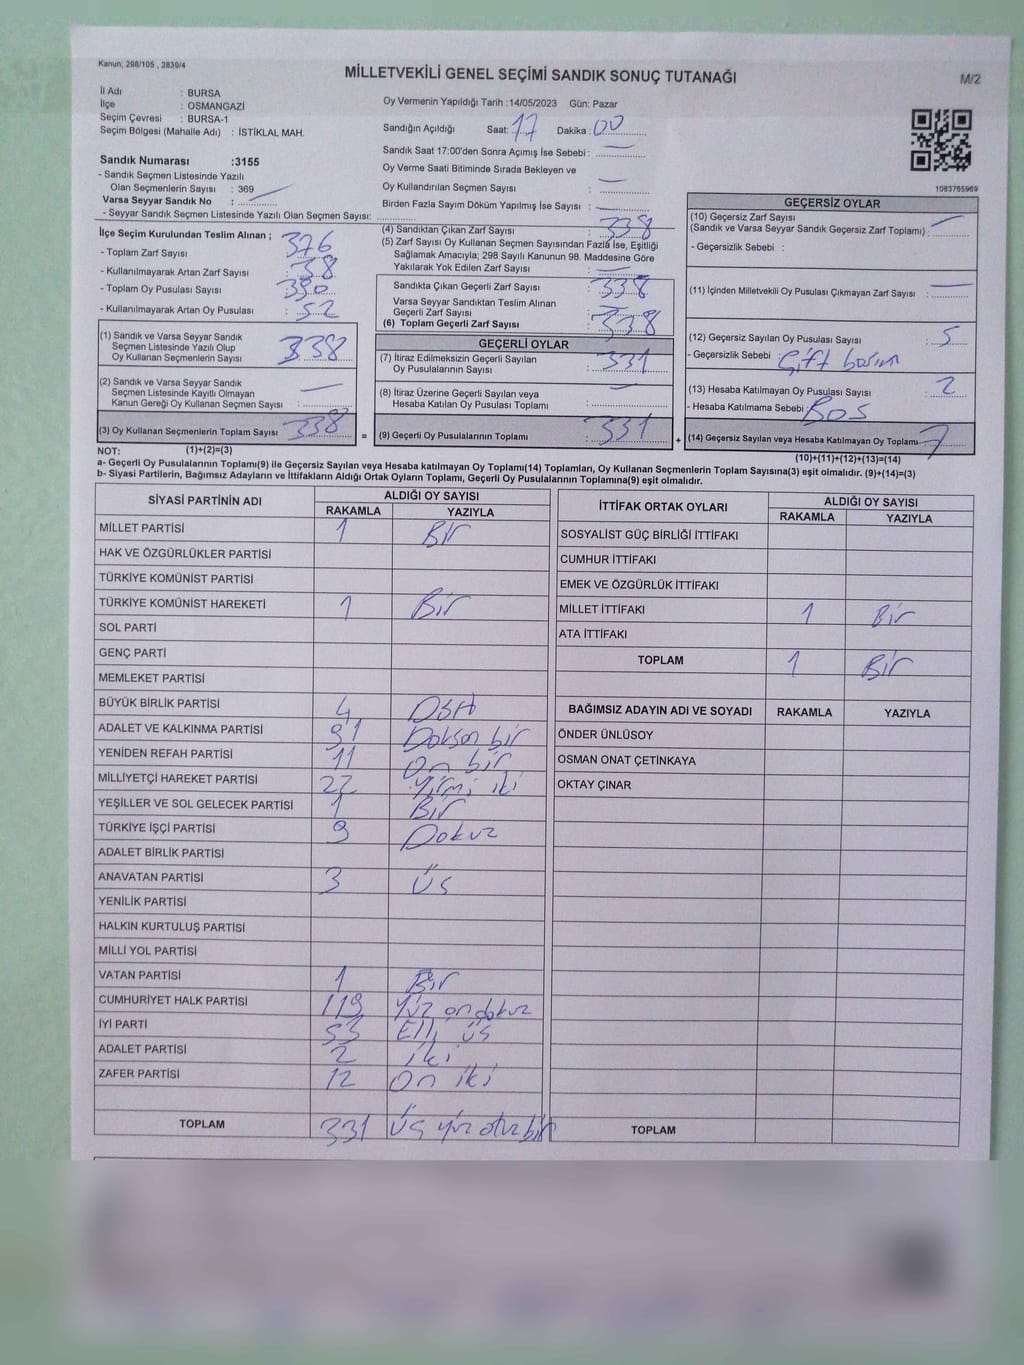 Kanun; 298/105 , 2839/4
MİLLETVEKİLİ GENEL SEÇİMİ SANDIK SONUÇ TUTANAĞI
M/2
İl Adı : BURSA
İlçe : OSMANGAZİ
Seçim Çevresi : BURSA-1
Seçim Bölgesi (Mahalle Adı) : İSTİKLAL MAH.
Sandık Numarası :3155
- Sandık Seçmen Listesinde Yazılı
Olan Seçmenlerin Sayısı : 369
Varsa Seyyar Sandık No :
- Seyyar Sandık Seçmen Listesinde Yazılı Olan Seçmen Sayısı:
Oy Vermenin Yapıldığı Tarih :14/05/2023 Gün: Pazar
Sandığın Açıldığı Saat: 17 Dakika: 00
Sandık Saat 17:00'den Sonra Açımış İse Sebebi :
Oy Verme Saati Bitiminde Sırada Bekleyen ve
Oy Kullandırılan Seçmen Sayısı :
Birden Fazla Sayım Döküm Yapılmış İse Sayısı :
1083765969
İlçe Seçim Kurulundan Teslim Alınan ;
- Toplam Zarf Sayısı : 376
- Kullanılmayarak Artan Zarf Sayısı : 38
- Toplam Oy Pusulası Sayısı : 390
- Kullanılmayarak Artan Oy Pusulası : 52
(1) Sandık ve Varsa Seyyar Sandık
Seçmen Listesinde Yazılı Olup
Oy Kullanan Seçmenlerin Sayısı : 338
(2) Sandık ve Varsa Seyyar Sandık
Seçmen Listesinde Kayıtlı Olmayan
Kanun Gereği Oy Kullanan Seçmen Sayısı :
(3) Oy Kullanan Seçmenlerin Toplam Sayısı : 338
(4) Sandıktan Çıkan Zarf Sayısı : 338
(5) Zarf Sayısı Oy Kullanan Seçmen Sayısından Fazla İse, Eşitliği
Sağlamak Amacıyla; 298 Sayılı Kanunun 98. Maddesine Göre
Yakılarak Yok Edilen Zarf Sayısı :
Sandıkta Çıkan Geçerli Zarf Sayısı : 338
Varsa Seyyar Sandıktan Teslim Alınan
Geçerli Zarf Sayısı :
(6) Toplam Geçerli Zarf Sayısı : 338
GEÇERLİ OYLAR
(7) İtiraz Edilmeksizin Geçerli Sayılan
Oy Pusulalarının Sayısı : 331
(8) İtiraz Üzerine Geçerli Sayılan veya
Hesaba Katılan Oy Pusulası Toplamı :
= (9) Geçerli Oy Pusulalarının Toplamı : 331
GEÇERSİZ OYLAR
(10) Geçersiz Zarf Sayısı
(Sandık ve Varsa Seyyar Sandık Geçersiz Zarf Toplamı) :
- Geçersizlik Sebebi :
(11) İçinden Milletvekili Oy Pusulası Çıkmayan Zarf Sayısı :
(12) Geçersiz Sayılan Oy Pusulası Sayısı : 5
- Geçersizlik Sebebi : Çift basım
(13) Hesaba Katılmayan Oy Pusulası Sayısı : 2
- Hesaba Katılmama Sebebi : BOS
+ (14) Geçersiz Sayılan veya Hesaba Katılmayan Oy Toplamı 7
NOT: (1)+(2)=(3)
(10)+(11)+(12)+(13)=(14)
a- Geçerli Oy Pusulalarının Toplamı(9) ile Geçersiz Sayılan veya Hesaba katılmayan Oy Toplamı(14) Toplamları, Oy Kullanan Seçmenlerin Toplam Sayısına(3) eşit olmalıdır. (9)+(14)=(3)
b- Siyasi Partilerin, Bağımsız Adayların ve İttifakların Aldığı Ortak Oyların Toplamı, Geçerli Oy Pusulalarının Toplamına(9) eşit olmalıdır.
SİYASİ PARTİNİN ADI ALDIĞI OY SAYISI
RAKAMLA YAZIYLA
MİLLET PARTİSİ 1 Bir
HAK VE ÖZGÜRLÜKLER PARTİSİ
TÜRKİYE KOMÜNİST PARTİSİ
TÜRKİYE KOMÜNİST HAREKETİ 1 Bir
SOL PARTİ
GENÇ PARTİ
MEMLEKET PARTİSİ
BÜYÜK BİRLİK PARTİSİ 4 Dört
ADALET VE KALKINMA PARTİSİ 91 Doksan bir
YENİDEN REFAH PARTİSİ 11 On bir
MİLLİYETÇİ HAREKET PARTİSİ 22 Yirmi iki
YEŞİLLER VE SOL GELECEK PARTİSİ 1 Bir
TÜRKİYE İŞÇİ PARTİSİ 9 Dokuz
ADALET BİRLİK PARTİSİ
ANAVATAN PARTİSİ 3 Üs
YENİLİK PARTİSİ
HALKIN KURTULUŞ PARTİSİ
MİLLİ YOL PARTİSİ
VATAN PARTİSİ 1 Bir
CUMHURİYET HALK PARTİSİ 119 Yüz on dokuz
İYİ PARTİ 53 Elli üs
ADALET PARTİSİ 2 iki
ZAFER PARTİSİ 12 On iki
TOPLAM 331 Üs yüz otuz bir
İTTİFAK ORTAK OYLARI ALDIĞI OY SAYISI
RAKAMLA YAZIYLA
SOSYALİST GÜÇ BİRLİĞİ İTTİFAKI
CUMHUR İTTİFAKI
EMEK VE ÖZGÜRLÜK İTTİFAKI
MİLLET İTTİFAKI 1 Bir
ATA İTTİFAKI
TOPLAM 1 Bir
BAĞIMSIZ ADAYIN ADI VE SOYADI RAKAMLA YAZIYLA
ÖNDER ÜNLÜSOY
OSMAN ONAT ÇETİNKAYA
OKTAY ÇINAR
TOPLAM